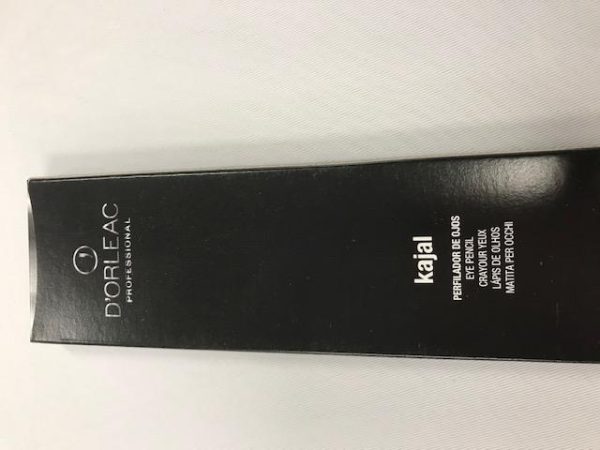 D'ORLEAC
PROFESSIONAL
kajal
PERFILADOR DE OJOS
EYE PENCIL
CRAYOUR YEUX
LÁPIS DE OLHOS
MATITA PER OCCHI